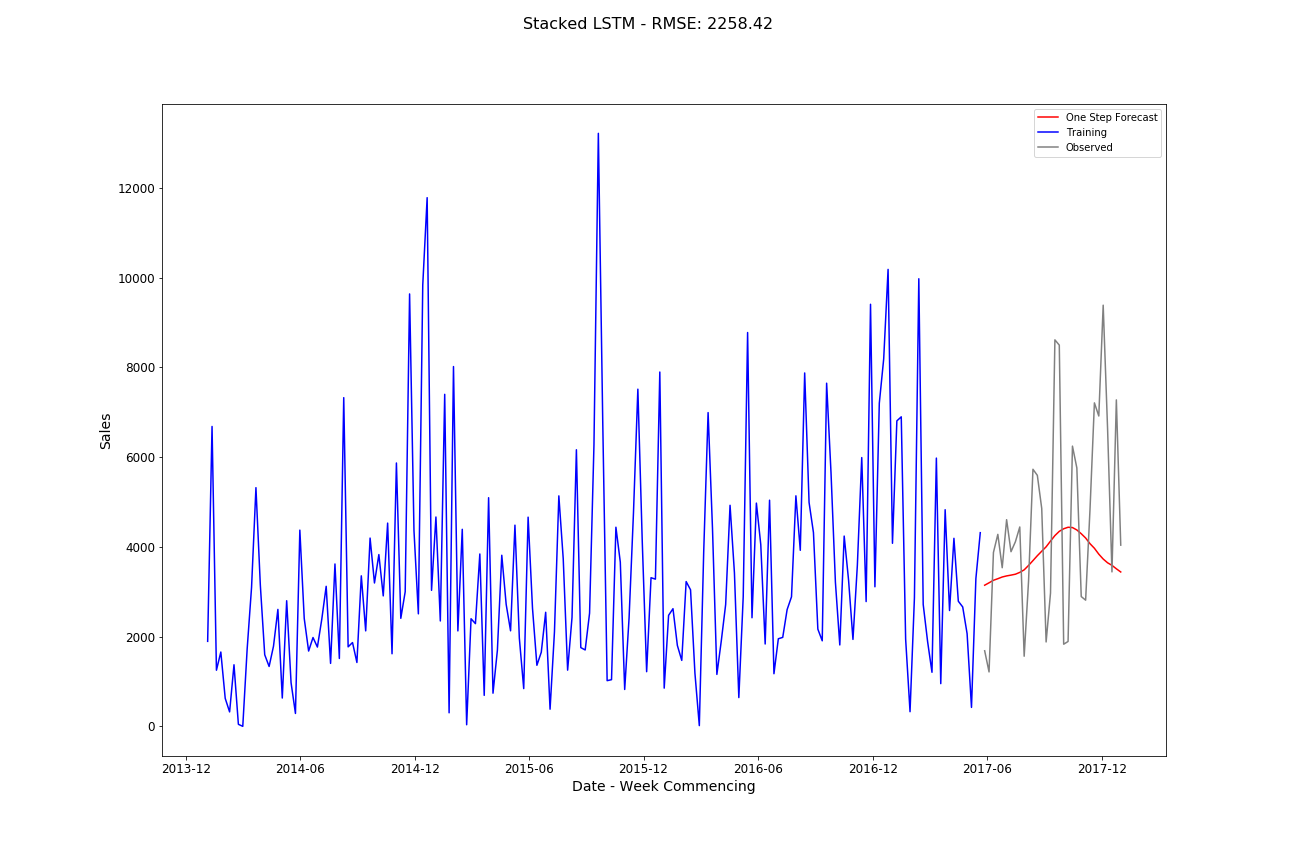 Stacked LSTM - RMSE: 2258.42
One Step Forecast
Training
Observed
12000
10000
8000
6000
4000
2000
0
Sales
2013-12 2014-06 2014-12 2015-06 2015-12 2016-06 2016-12 2017-06 2017-12
Date - Week Commencing